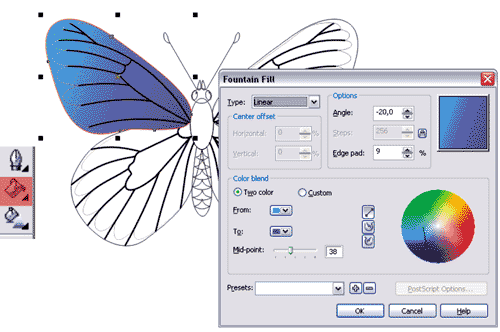 Fountain Fill
Type: Linear
Options
Angle: -20,0
Steps: 256
Edge pad: 9 %
Center offset
Horizontal: 0 %
Vertical: 0 %
Color blend
Two color Custom
From:
To:
Mid-point: 38
Presets: PostScript Options...
OK Cancel Help